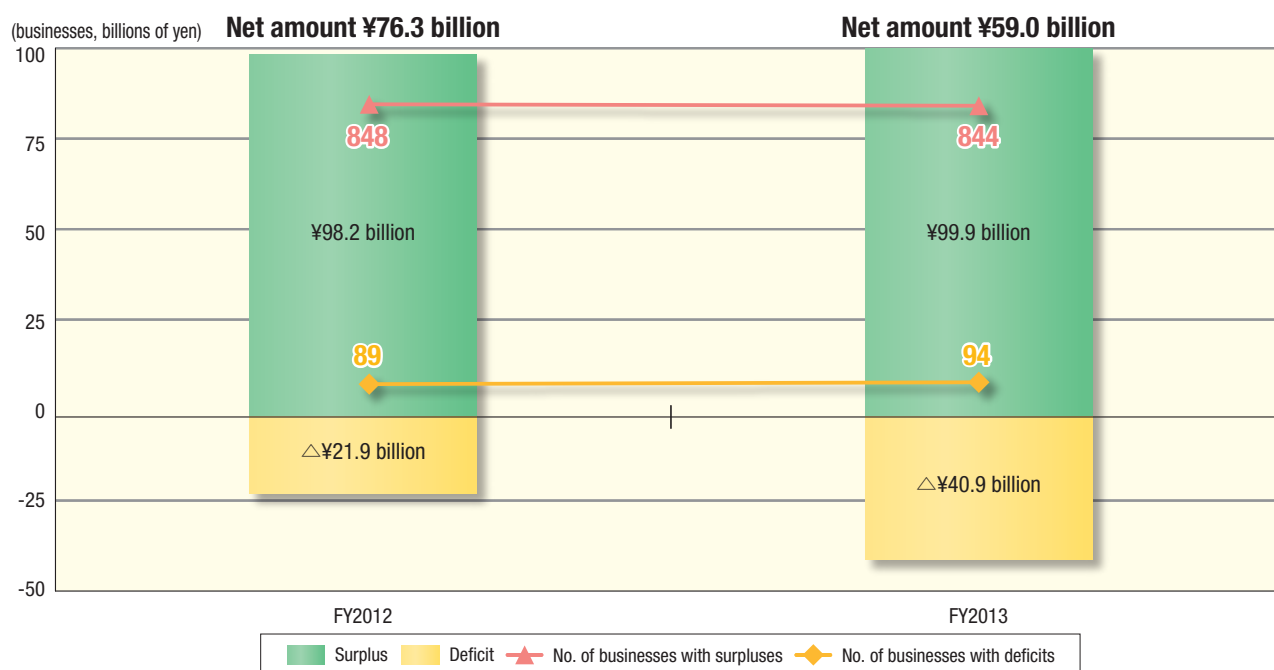 (businesses, billions of yen)
Net amount ¥76.3 billion
Net amount ¥59.0 billion
100
75
50
25
0
-25
-50
848
844
¥98.2 billion
¥99.9 billion
89
94
△¥21.9 billion
△¥40.9 billion
FY2012
FY2013
Surplus
Deficit
No. of businesses with surpluses
No. of businesses with deficits